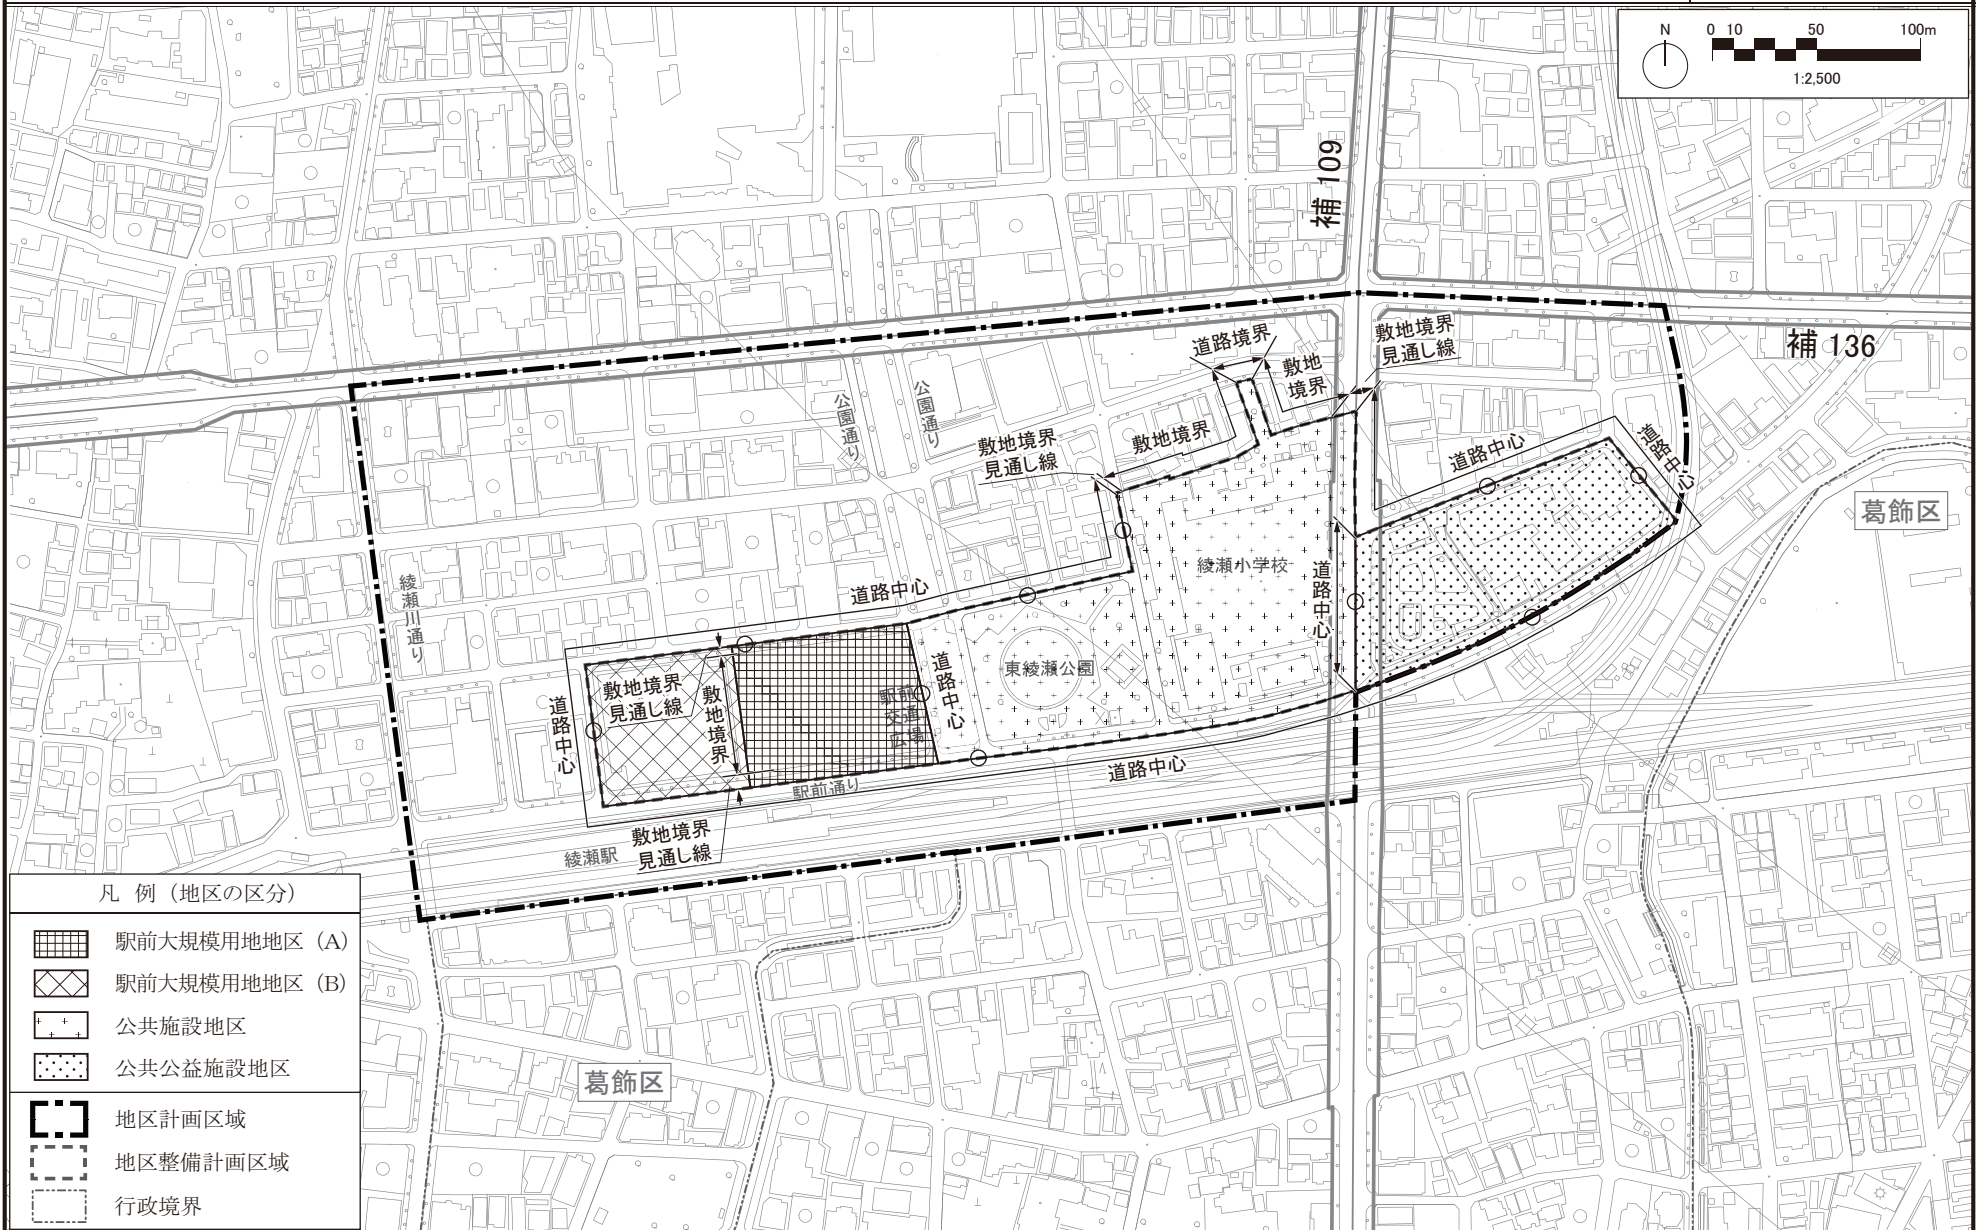 N
0 10 50 100m
1:2,500
補 109
補 136
道路境界
敷地
境界
敷地境界
見通し線
敷地境界
敷地境界
見通し線
公園通り
公園通り
道路中心
道路中心
葛飾区
綾瀬小学校
道路中心
綾瀬川通り
道路中心
東綾瀬公園
道路中心
駅前
交通
広場
敷地境界
見通し線
敷地境界
道路中心
道路中心
駅前通り
敷地境界
見通し線
綾瀬駅
葛飾区
凡 例（地区の区分）
駅前大規模用地地区（A）
駅前大規模用地地区（B）
公共施設地区
公共公益施設地区
地区計画区域
地区整備計画区域
行政境界